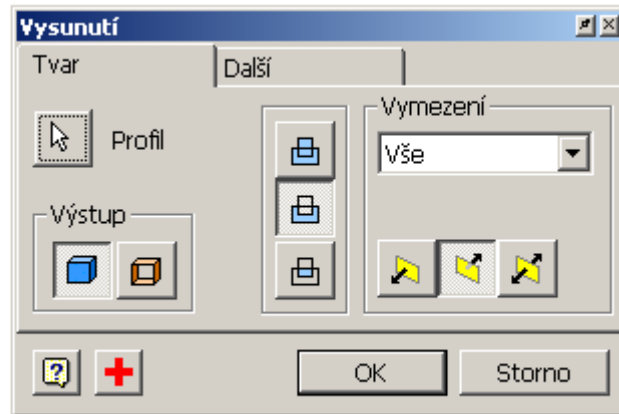 Vysunutí
Tvar
Další
Profil
Výstup
Vymezení
Vše
OK
Storno